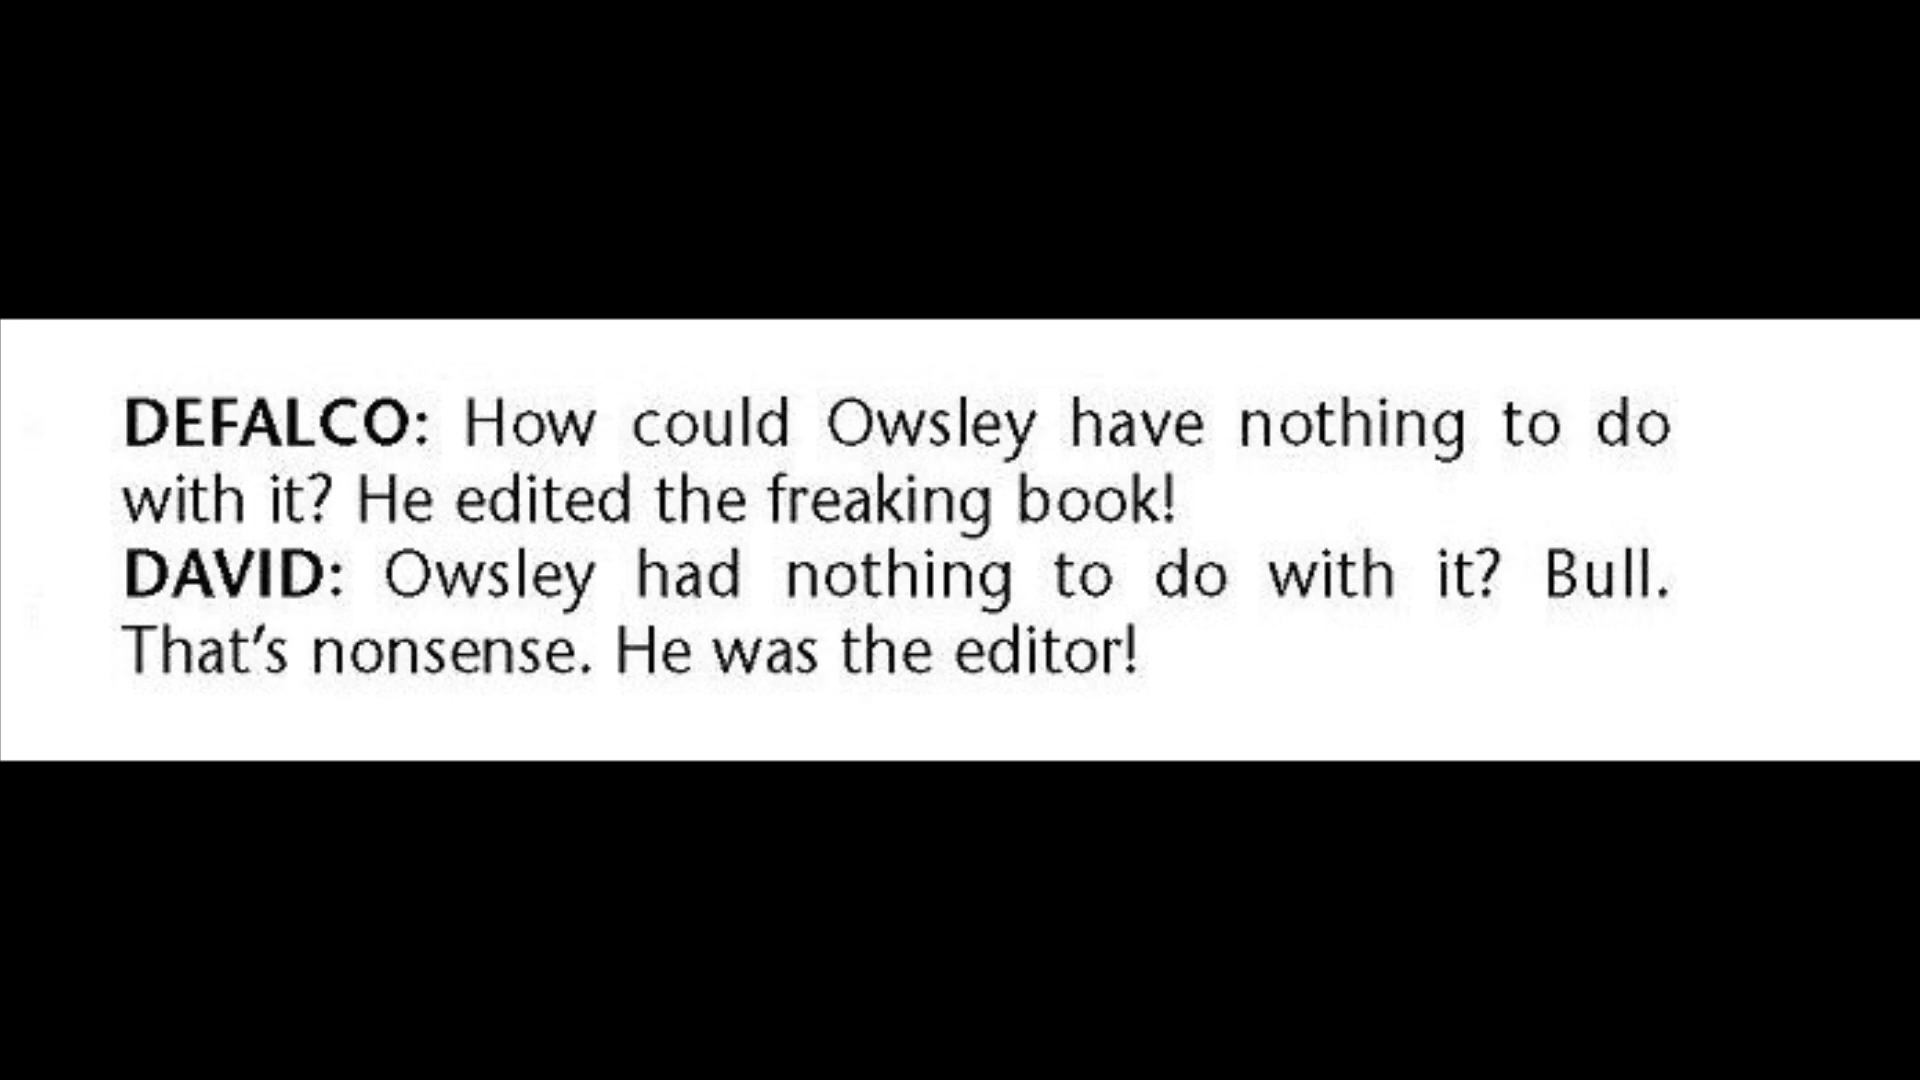 DEFALCO: How could Owsley have nothing to do
with it? He edited the freaking book!
DAVID: Owsley had nothing to do with it? Bull.
That's nonsense. He was the editor!